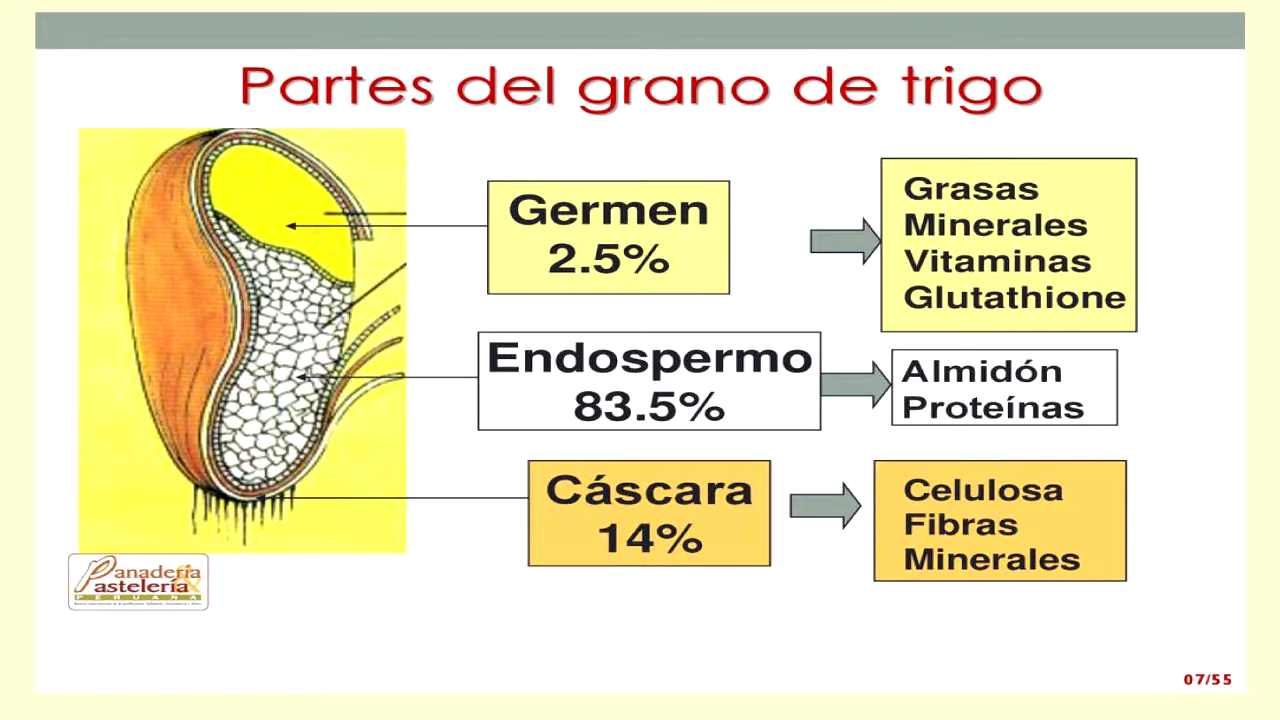 Partes del grano de trigo
Germen
2.5%
Grasas
Minerales
Vitaminas
Glutathione
Endospermo
83.5%
Almidón
Proteínas
Cáscara
14%
Celulosa
Fibras
Minerales
Panadería
Pastelería &
PERUANA
07/55